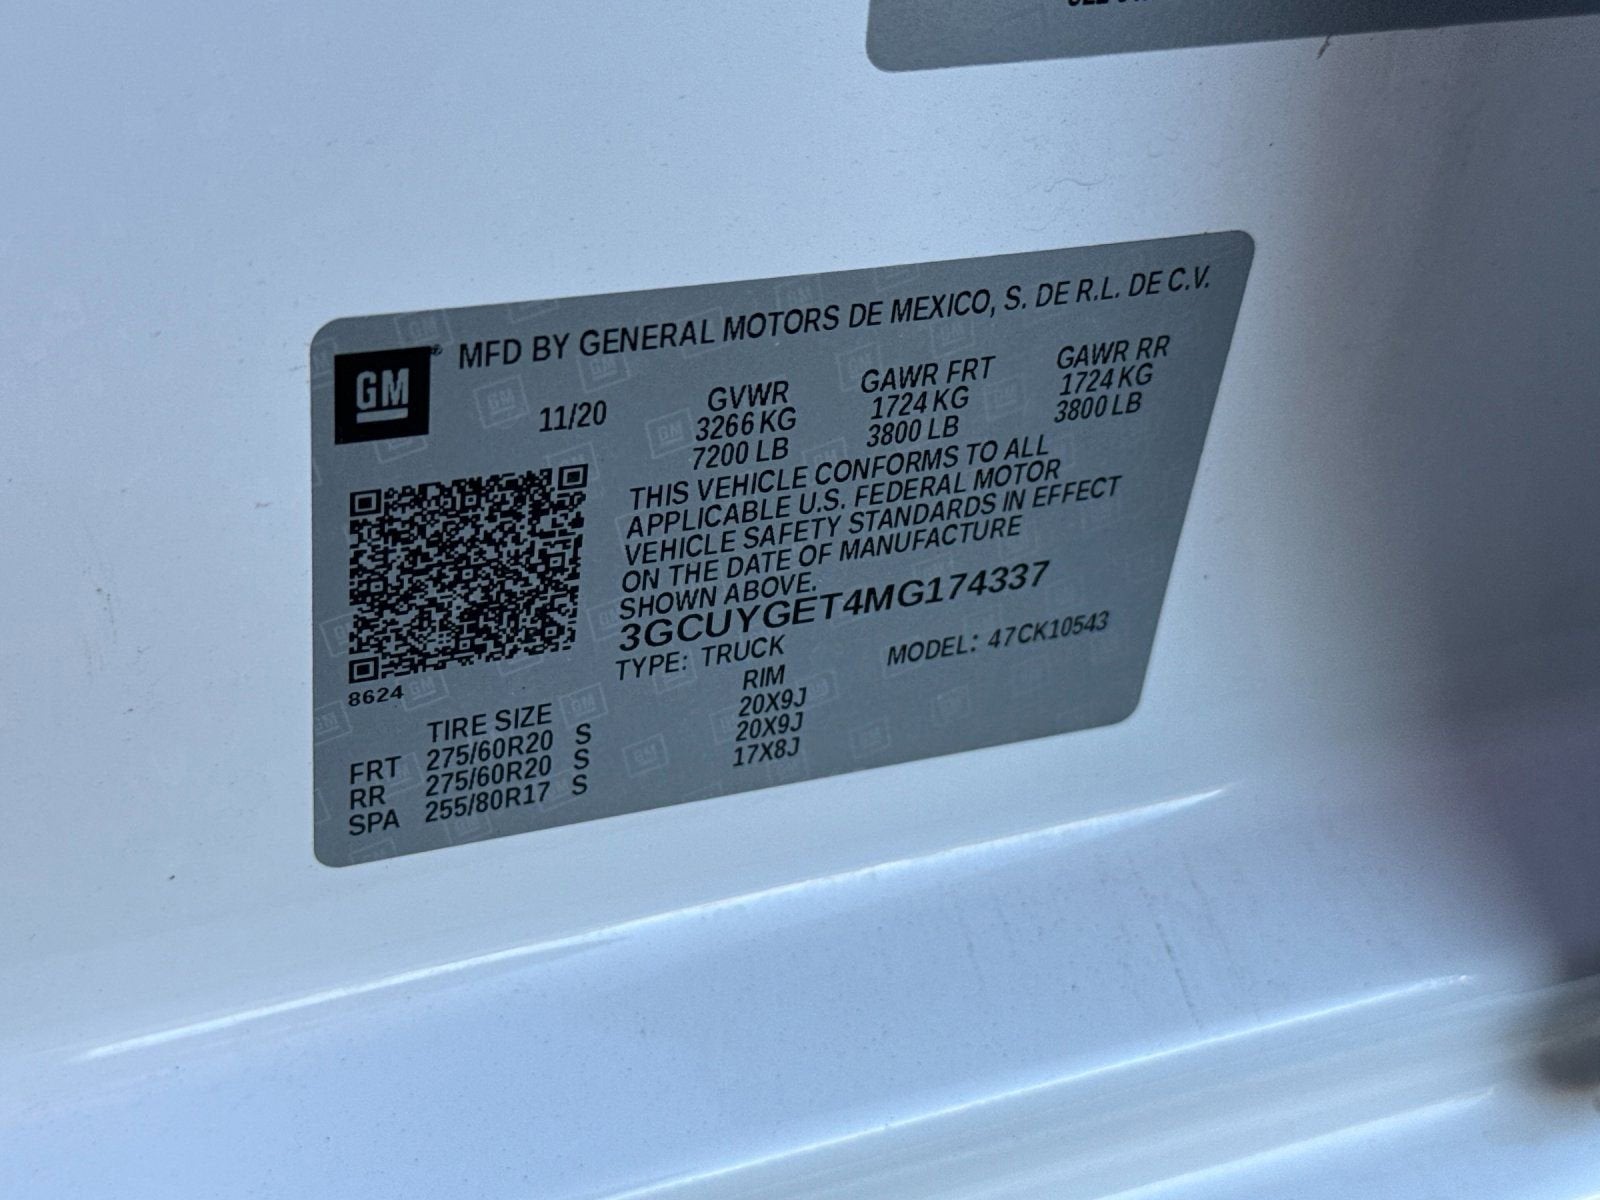 MFD BY GENERAL MOTORS DE MEXICO, S. DE R.L. DE C.V.
GM
11/20
GVWR GAWR FRT GAWR RR
3266 KG 1724 KG 1724 KG
7200 LB 3800 LB 3800 LB
THIS VEHICLE CONFORMS TO ALL
APPLICABLE U.S. FEDERAL MOTOR
VEHICLE SAFETY STANDARDS IN EFFECT
ON THE DATE OF MANUFACTURE
SHOWN ABOVE.
3GCUYGET4MG174337
TYPE: TRUCK MODEL: 47CK10543
8624
TIRE SIZE RIM
FRT 275/60R20 S 20X9J
RR 275/60R20 S 20X9J
SPA 255/80R17 S 17X8J